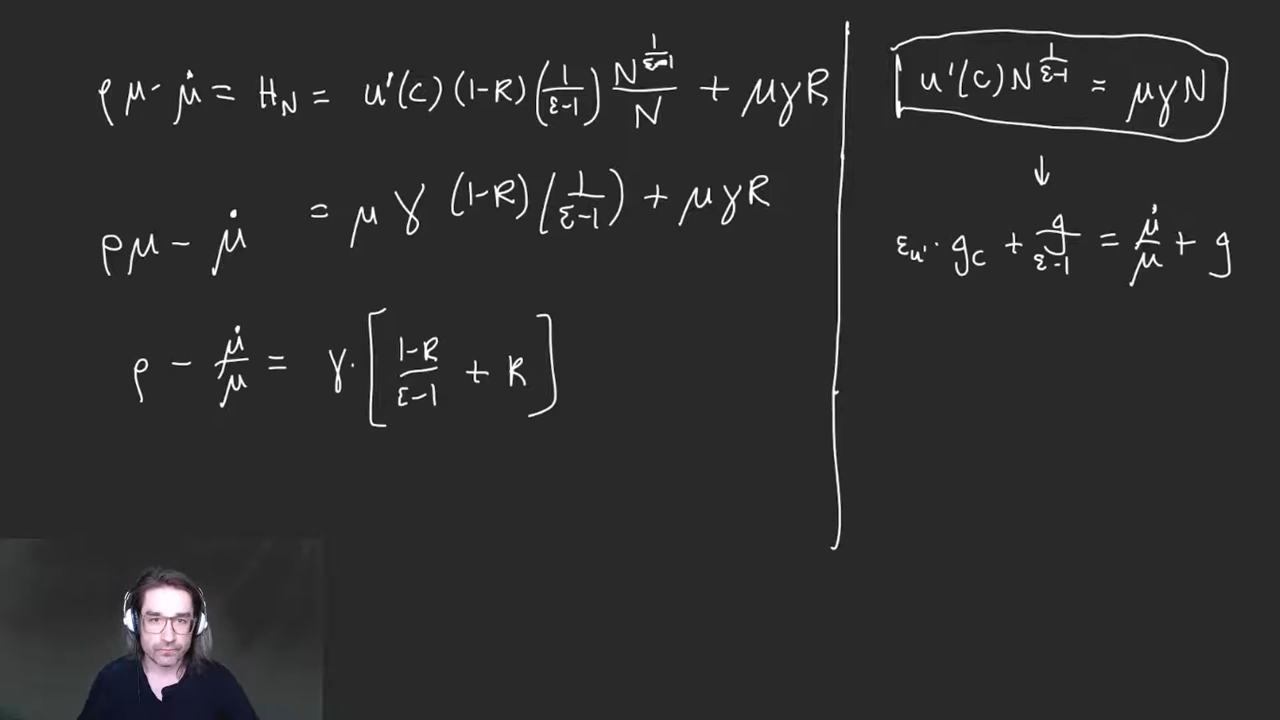 ρμ - μ̇ = H_N = u'(c) (1-R) (1/(ε-1)) N^(1/(ε-1))/N + μγR
ρμ - μ̇ = μγ (1-R) (1/(ε-1)) + μγR
ρ - μ̇/μ = γ · [(1-R)/(ε-1) + R]
u'(c) N^(1/(ε-1)) = μγN
↓
ε_u' · g_c + g/(ε-1) = μ̇/μ + g